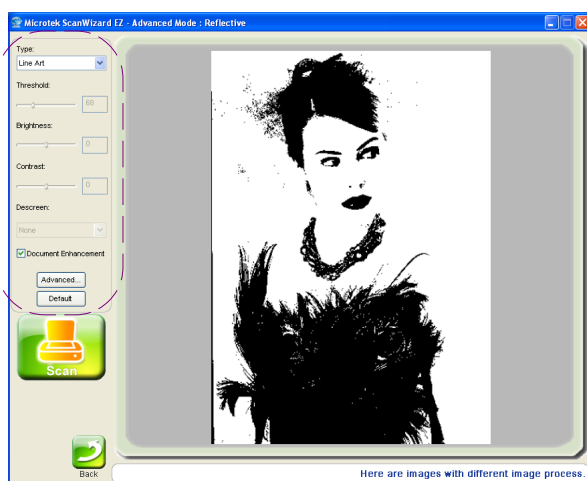 Microtek ScanWizard EZ - Advanced Mode : Reflective
Type:
Line Art
Threshold:
68
Brightness:
0
Contrast:
0
Descreen:
None
Document Enhancement
Advanced...
Default
Scan
Back
Here are images with different image process.